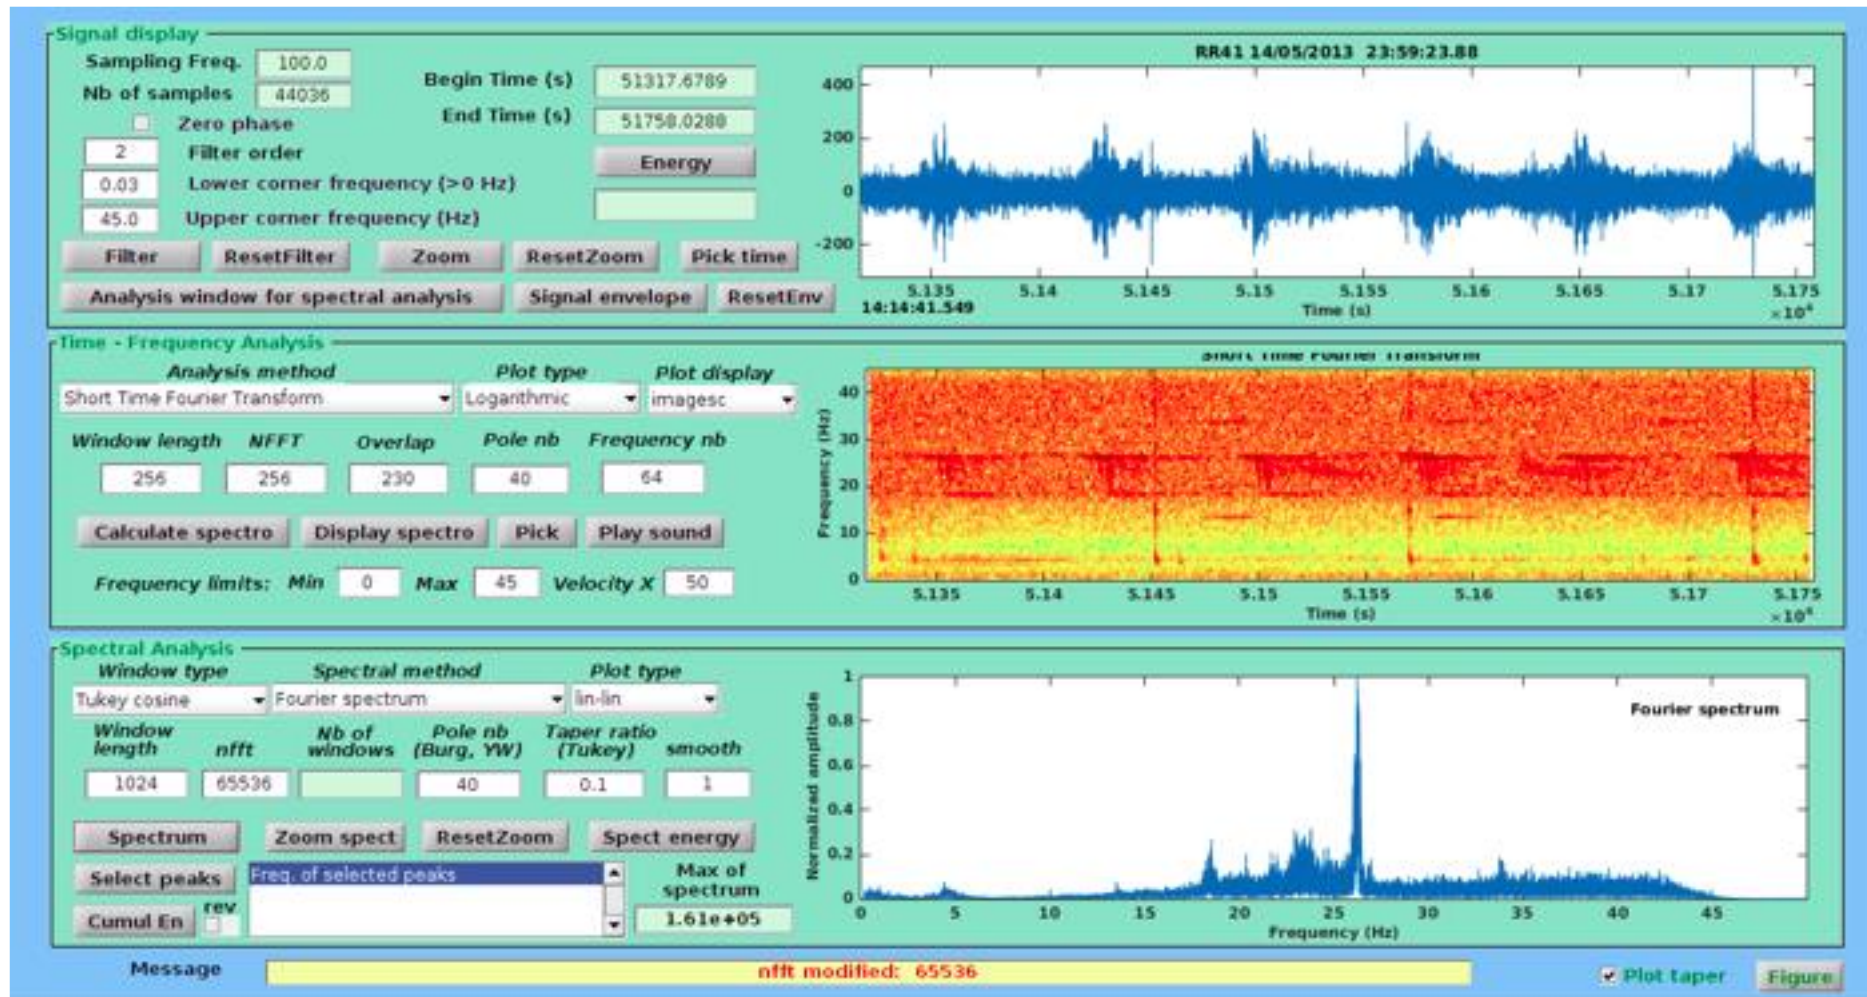 Signal display
Sampling Freq. 100.0
Nb of samples 44036
Zero phase
2 Filter order
0.03 Lower corner frequency (>0 Hz)
45.0 Upper corner frequency (Hz)
Begin Time (s) 51317.6789
End Time (s) 51758.0288
Energy
Filter ResetFilter Zoom ResetZoom Pick time
Analysis window for spectral analysis Signal envelope ResetEnv
RR41 14/05/2013 23:59:23.88
400
200
0
-200
5.135 5.14 5.145 5.15 5.155 5.16 5.165 5.17 5.175
14:14:41.549 Time (s) ×10⁴
Time - Frequency Analysis
Analysis method Plot type Plot display
Short Time Fourier Transform Logarithmic imagesc
Window length NFFT Overlap Pole nb Frequency nb
256 256 230 40 64
Calculate spectro Display spectro Pick Play sound
Frequency limits: Min 0 Max 45 Velocity X 50
Short Time Fourier Transform
Frequency (Hz)
40
30
20
10
0
5.135 5.14 5.145 5.15 5.155 5.16 5.165 5.17 5.175
Time (s) ×10⁴
Spectral Analysis
Window type Spectral method Plot type
Tukey cosine Fourier spectrum lin-lin
Window length nfft Nb of windows Pole nb (Burg, YW) Taper ratio (Tukey) smooth
1024 65536 40 0.1 1
Spectrum Zoom spect ResetZoom Spect energy
Select peaks Freq. of selected peaks Max of spectrum
Cumul En rev 1.61e+05
Fourier spectrum
Normalized amplitude
1
0.8
0.6
0.4
0.2
0
0 5 10 15 20 25 30 35 40 45
Frequency (Hz)
Message nfft modified: 65536 Plot taper Figure